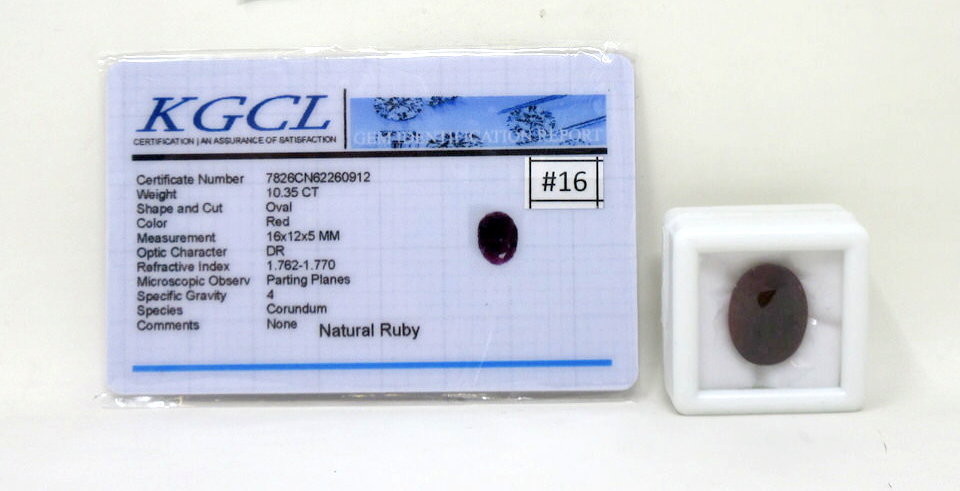 KGCL
CERTIFICATION | AN ASSURANCE OF SATISFACTION
GEM IDENTIFICATION REPORT
#16
Certificate Number 7826CN62260912
Weight 10.35 CT
Shape and Cut Oval
Color Red
Measurement 16x12x5 MM
Optic Character DR
Refractive Index 1.762-1.770
Microscopic Observ Parting Planes
Specific Gravity 4
Species Corundum
Comments None
Natural Ruby